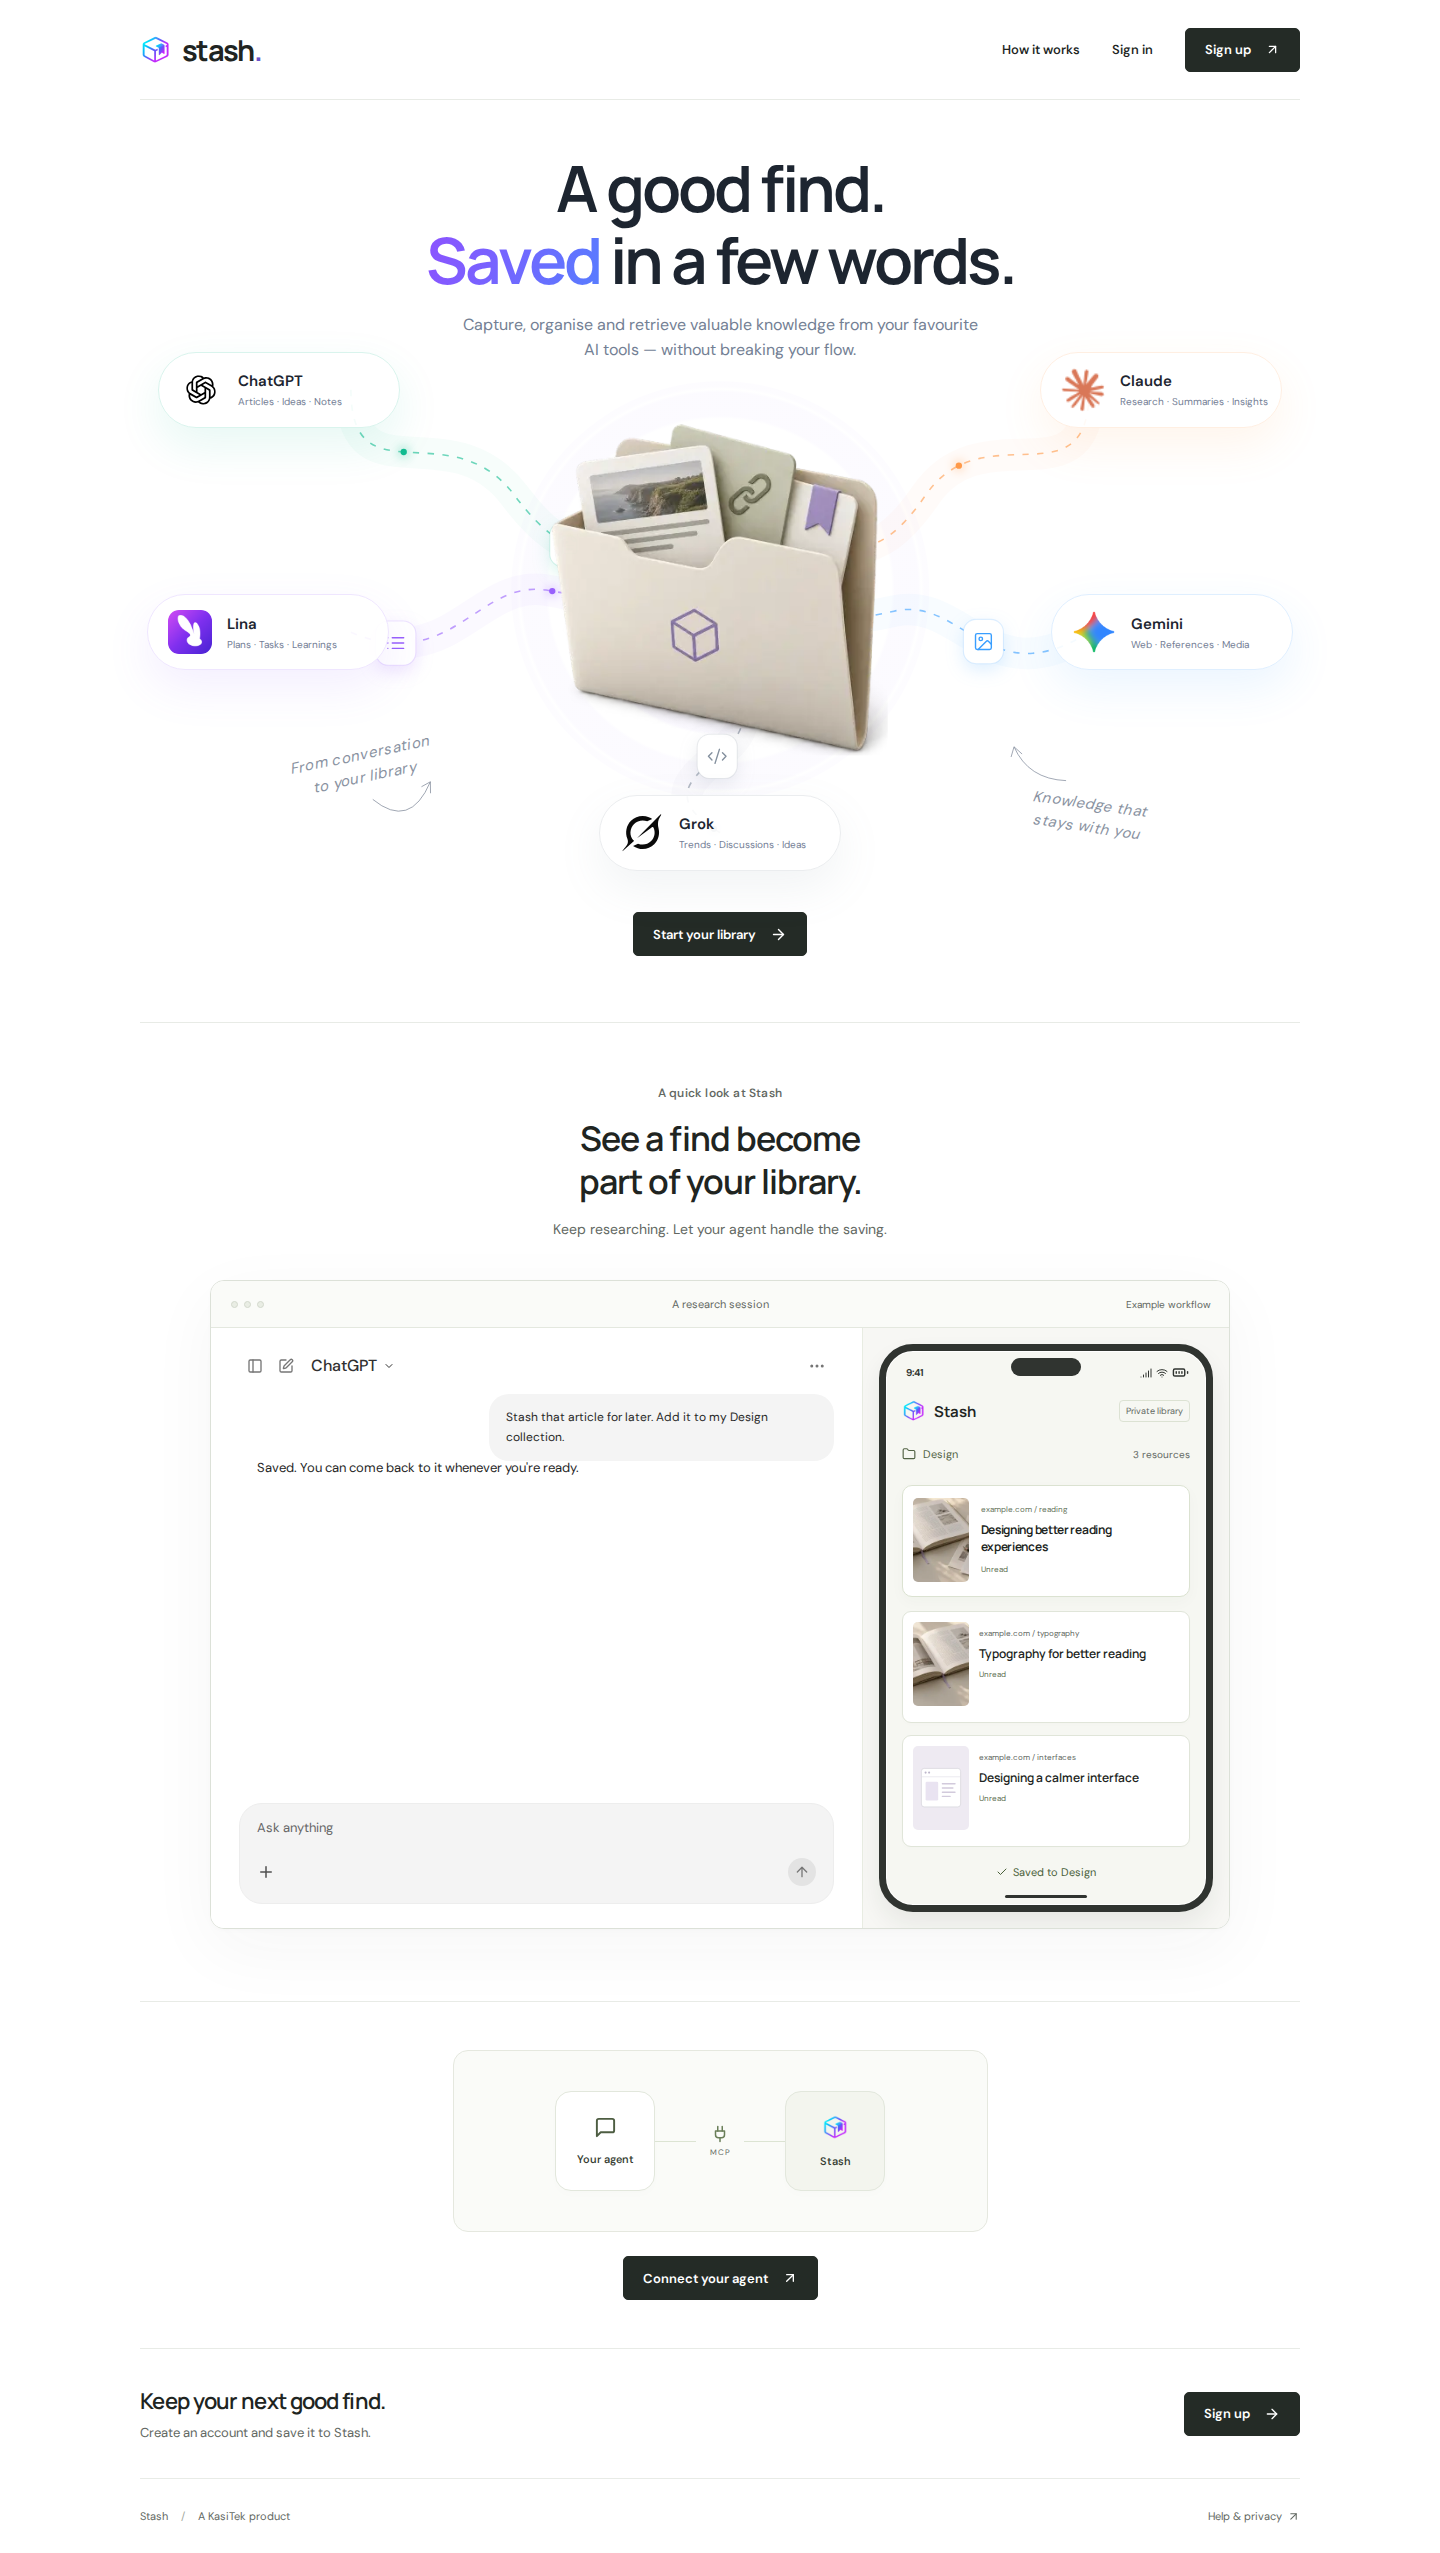 stash.
How it works
Sign in
Sign up
A good find.
Saved in a few words.
Capture, organise and retrieve valuable knowledge from your favourite
AI tools — without breaking your flow.
ChatGPT
Articles · Ideas · Notes
Claude
Research · Summaries · Insights
Lina
Plans · Tasks · Learnings
Gemini
Web · References · Media
From conversation
to your library
Knowledge that
stays with you
Grok
Trends · Discussions · Ideas
Start your library
A quick look at Stash
See a find become
part of your library.
Keep researching. Let your agent handle the saving.
A research session
Example workflow
ChatGPT
Stash that article for later. Add it to my Design
collection.
Saved. You can come back to it whenever you're ready.
Ask anything
9:41
Stash
Private library
Design
3 resources
example.com / reading
Designing better reading
experiences
Unread
example.com / typography
Typography for better reading
Unread
example.com / interfaces
Designing a calmer interface
Unread
Saved to Design
Your agent
MCP
Stash
Connect your agent
Keep your next good find.
Create an account and save it to Stash.
Sign up
Stash / A KasiTek product
Help & privacy